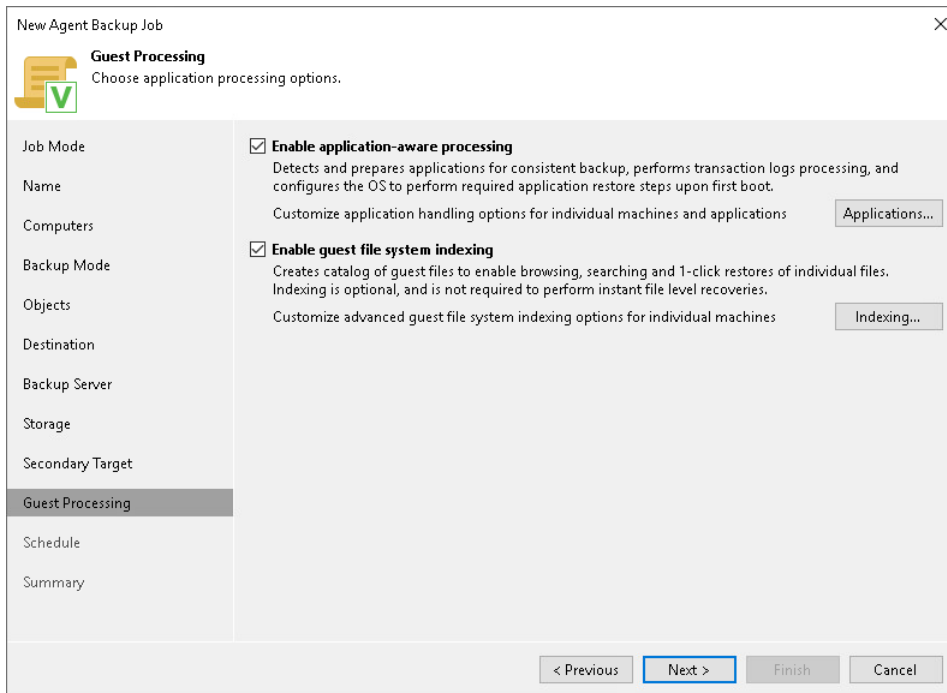 New Agent Backup Job
Guest Processing
Choose application processing options.
V
Job Mode
Name
Computers
Backup Mode
Objects
Destination
Backup Server
Storage
Secondary Target
Guest Processing
Schedule
Summary
Enable application-aware processing
Detects and prepares applications for consistent backup, performs transaction logs processing, and
configures the OS to perform required application restore steps upon first boot.
Customize application handling options for individual machines and applications
Applications...
Enable guest file system indexing
Creates catalog of guest files to enable browsing, searching and 1-click restores of individual files.
Indexing is optional, and is not required to perform instant file level recoveries.
Customize advanced guest file system indexing options for individual machines
Indexing...
< Previous
Next >
Finish
Cancel